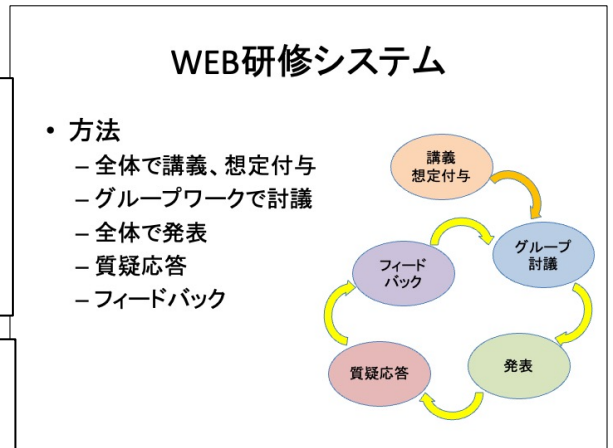 WEB研修システム
• 方法
– 全体で講義、想定付与
– グループワークで討議
– 全体で発表
– 質疑応答
– フィードバック
講義
想定付与
グループ
討議
発表
質疑応答
フィード
バック